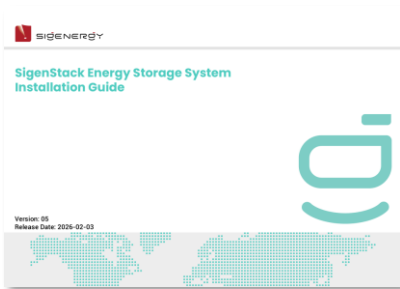 SIGENERGY
SigenStack Energy Storage System
Installation Guide
Version: 05
Release Date: 2026-02-03